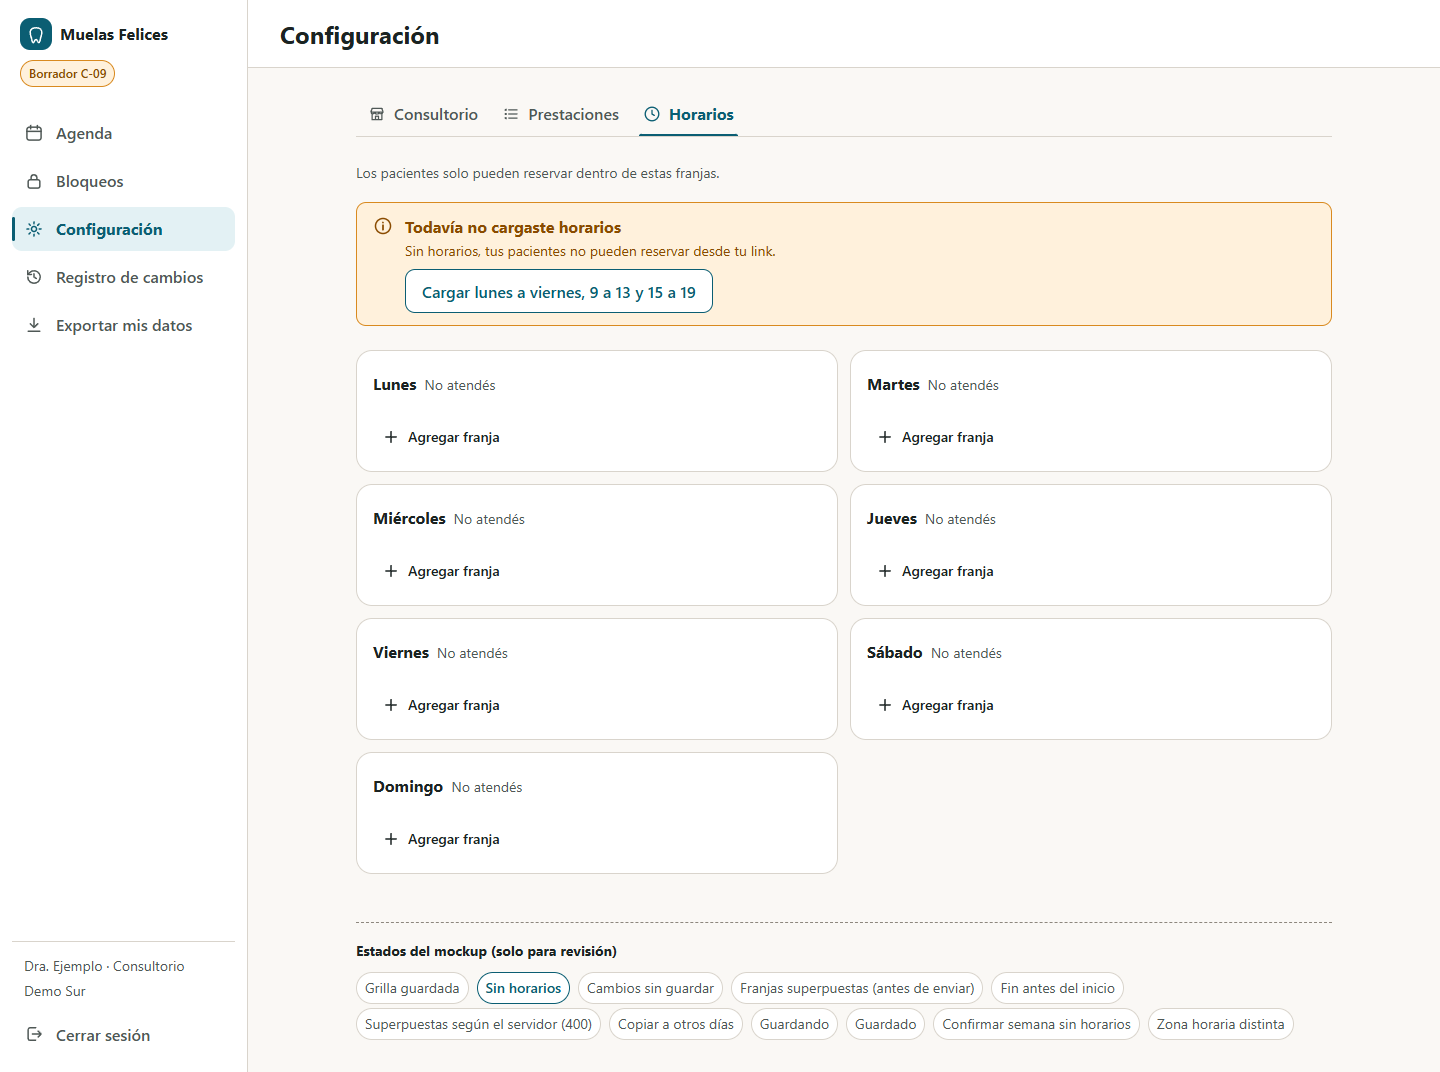 Muelas Felices
Borrador C-09
Agenda
Bloqueos
Configuración
Registro de cambios
Exportar mis datos
Dra. Ejemplo · Consultorio
Demo Sur
Cerrar sesión
Configuración
Consultorio
Prestaciones
Horarios
Los pacientes solo pueden reservar dentro de estas franjas.
Todavía no cargaste horarios
Sin horarios, tus pacientes no pueden reservar desde tu link.
Cargar lunes a viernes, 9 a 13 y 15 a 19
Lunes No atendés
Agregar franja
Martes No atendés
Agregar franja
Miércoles No atendés
Agregar franja
Jueves No atendés
Agregar franja
Viernes No atendés
Agregar franja
Sábado No atendés
Agregar franja
Domingo No atendés
Agregar franja
Estados del mockup (solo para revisión)
Grilla guardada
Sin horarios
Cambios sin guardar
Franjas superpuestas (antes de enviar)
Fin antes del inicio
Superpuestas según el servidor (400)
Copiar a otros días
Guardando
Guardado
Confirmar semana sin horarios
Zona horaria distinta